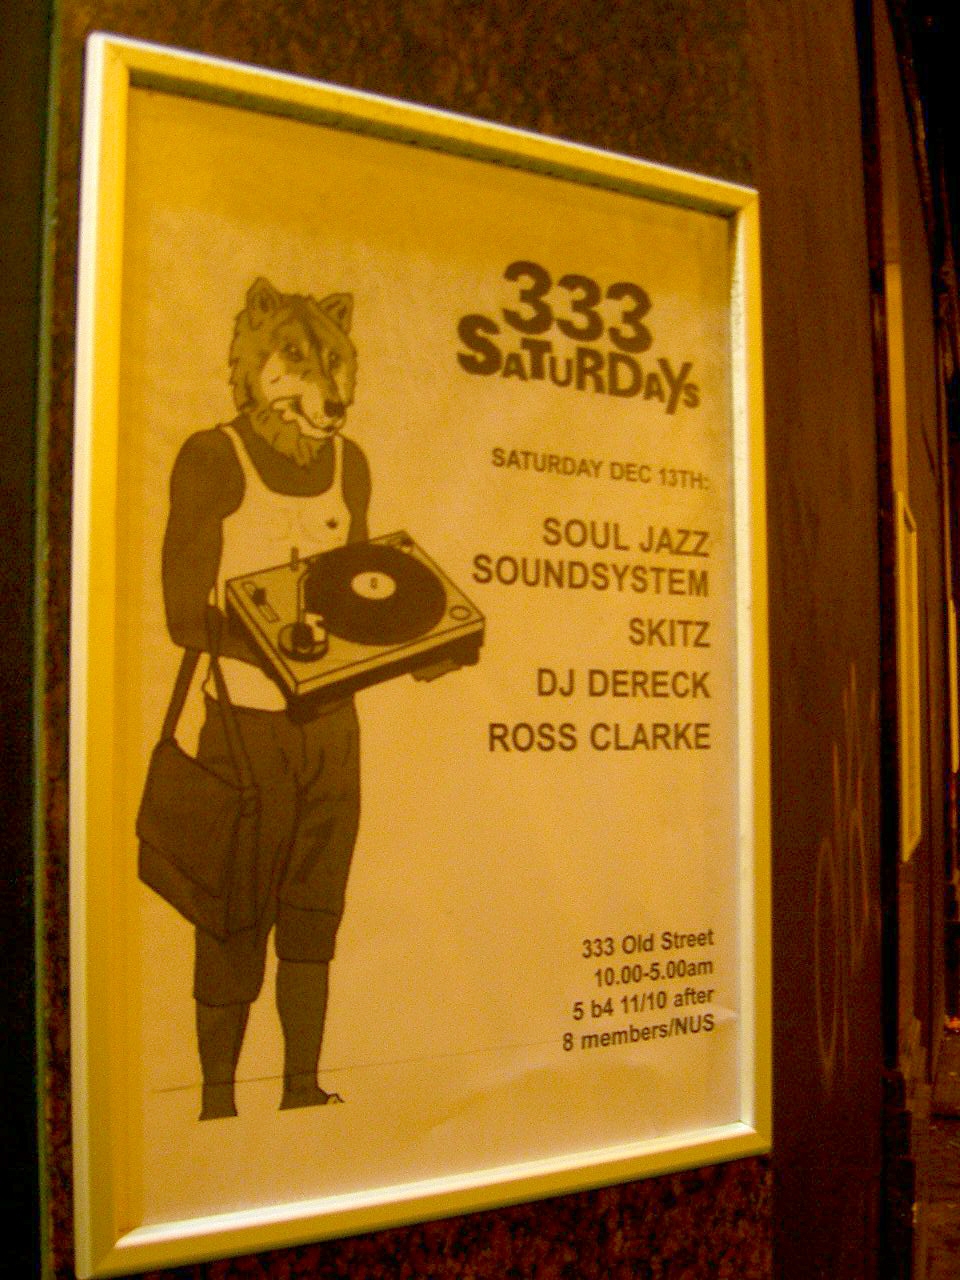 333
SATURDAYS
SATURDAY DEC 13TH:
SOUL JAZZ
SOUNDSYSTEM
SKITZ
DJ DERECK
ROSS CLARKE
333 Old Street
10.00-5.00am
5 b4 11/10 after
8 members/NUS